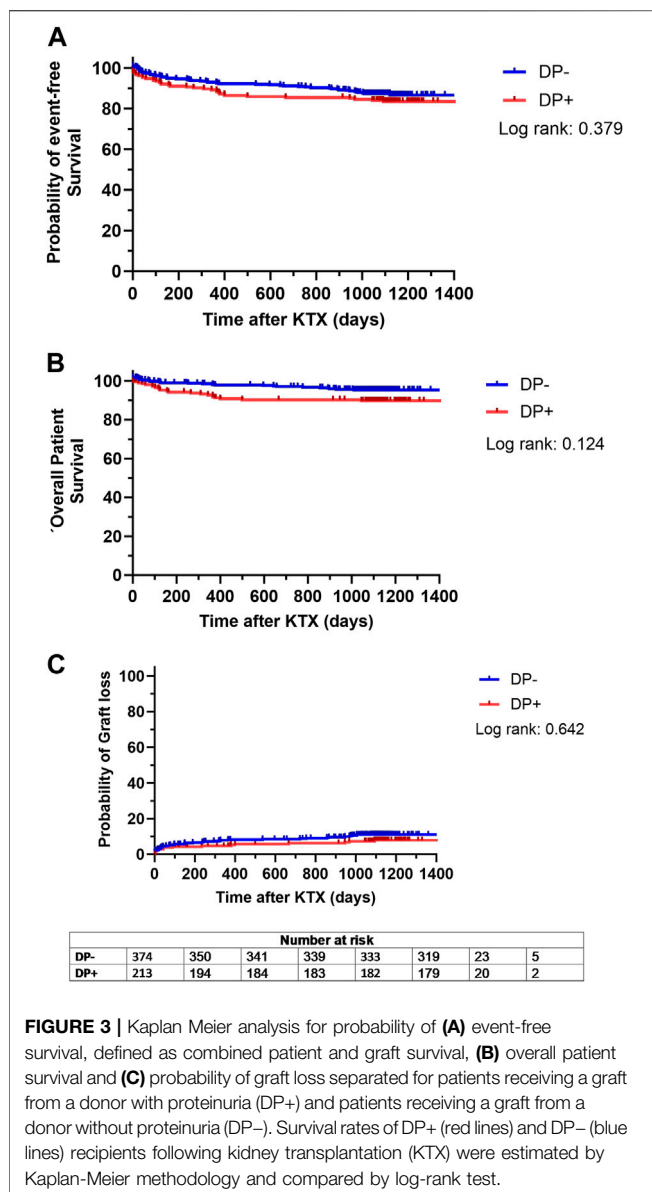 A
Probability of event-free
Survival
100
80
60
40
20
0
0 200 400 600 800 1000 1200 1400
Time after KTX (days)
DP-
DP+
Log rank: 0.379
B
´Overall Patient
Survival
100
80
60
40
20
0
0 200 400 600 800 1000 1200 1400
Time after KTX (days)
DP-
DP+
Log rank: 0.124
C
Probability of Graft loss
100
80
60
40
20
0
0 200 400 600 800 1000 1200 1400
Time after KTX (days)
DP-
DP+
Log rank: 0.642
Number at risk
DP- 374 350 341 339 333 319 23 5
DP+ 213 194 184 183 182 179 20 2
FIGURE 3 | Kaplan Meier analysis for probability of (A) event-free
survival, defined as combined patient and graft survival, (B) overall patient
survival and (C) probability of graft loss separated for patients receiving a graft
from a donor with proteinuria (DP+) and patients receiving a graft from a
donor without proteinuria (DP−). Survival rates of DP+ (red lines) and DP− (blue
lines) recipients following kidney transplantation (KTX) were estimated by
Kaplan-Meier methodology and compared by log-rank test.